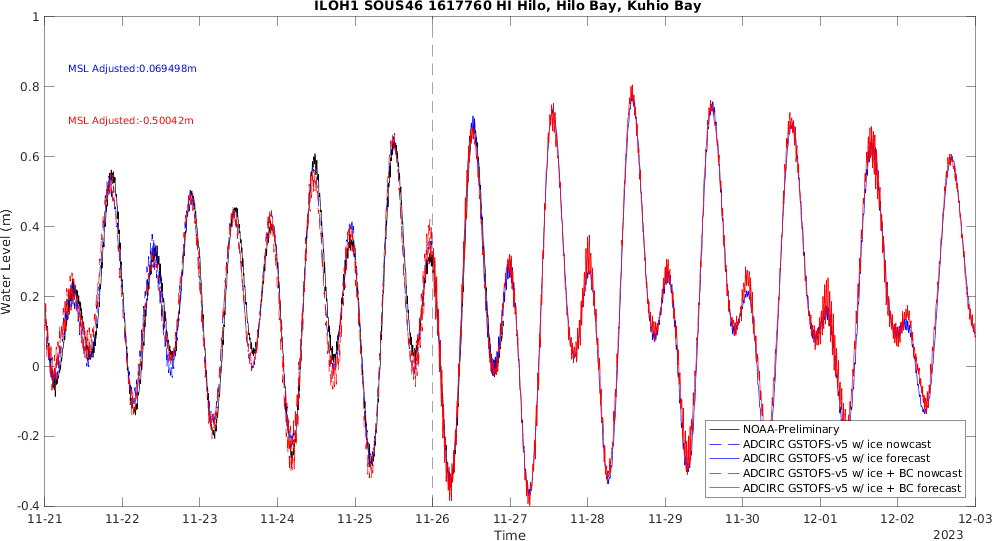 ILOH1 SOUS46 1617760 HI Hilo, Hilo Bay, Kuhio Bay
1
0.8
0.6
0.4
0.2
0
-0.2
-0.4
Water Level (m)
MSL Adjusted:0.069498m
MSL Adjusted:-0.50042m
NOAA-Preliminary
ADCIRC GSTOFS-v5 w/ ice nowcast
ADCIRC GSTOFS-v5 w/ ice forecast
ADCIRC GSTOFS-v5 w/ ice + BC nowcast
ADCIRC GSTOFS-v5 w/ ice + BC forecast
11-21 11-22 11-23 11-24 11-25 11-26 11-27 11-28 11-29 11-30 12-01 12-02 12-03
Time
2023